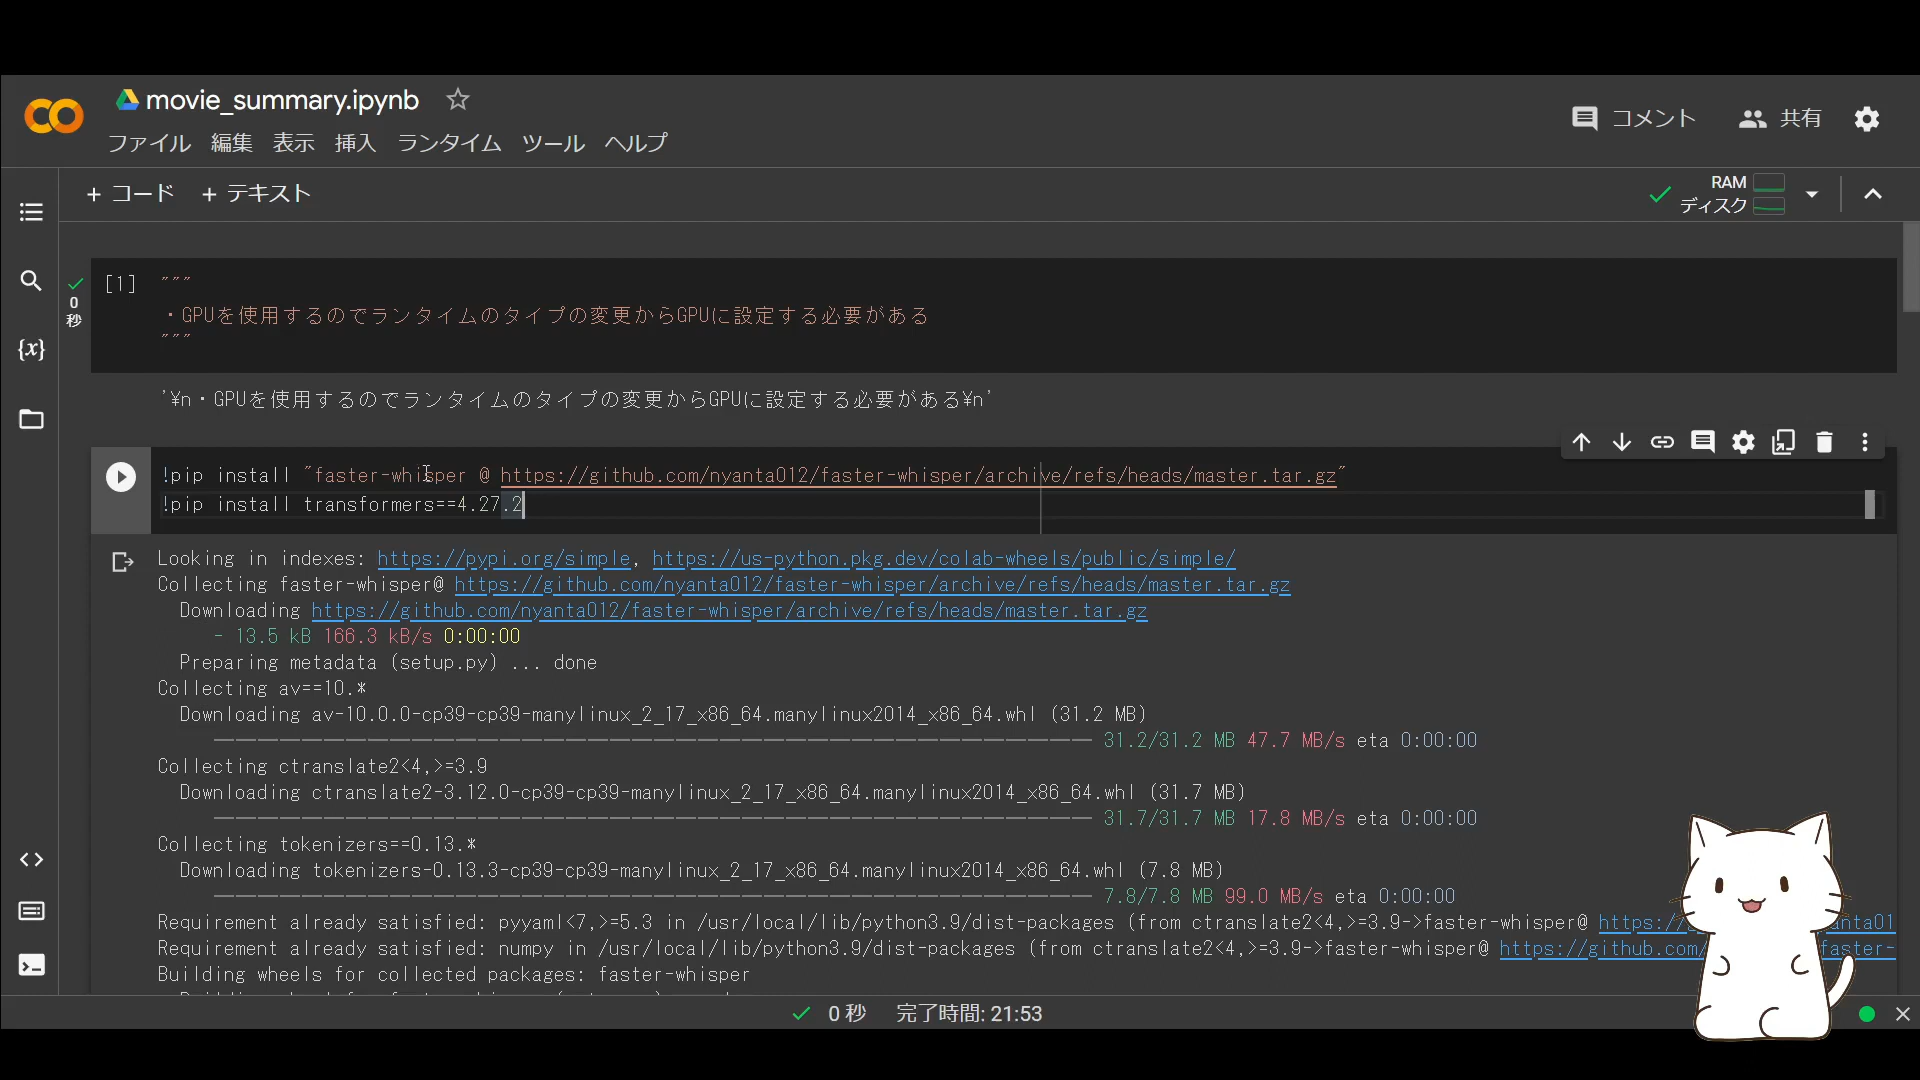 movie_summary.ipynb
ファイル 編集 表示 挿入 ランタイム ツール ヘルプ
コメント 共有
+ コード + テキスト
RAM
ディスク
[1] """
・GPUを使用するのでランタイムのタイプの変更からGPUに設定する必要がある
"""
0
秒
{x}
'¥n・GPUを使用するのでランタイムのタイプの変更からGPUに設定する必要がある¥n'
!pip install "faster-whisper @ https://github.com/nyanta012/faster-whisper/archive/refs/heads/master.tar.gz"
!pip install transformers==4.27.2
Looking in indexes: https://pypi.org/simple, https://us-python.pkg.dev/colab-wheels/public/simple/
Collecting faster-whisper@ https://github.com/nyanta012/faster-whisper/archive/refs/heads/master.tar.gz
Downloading https://github.com/nyanta012/faster-whisper/archive/refs/heads/master.tar.gz
- 13.5 kB 166.3 kB/s 0:00:00
Preparing metadata (setup.py) ... done
Collecting av==10.*
Downloading av-10.0.0-cp39-cp39-manylinux_2_17_x86_64.manylinux2014_x86_64.whl (31.2 MB)
31.2/31.2 MB 47.7 MB/s eta 0:00:00
Collecting ctranslate2<4,>=3.9
Downloading ctranslate2-3.12.0-cp39-cp39-manylinux_2_17_x86_64.manylinux2014_x86_64.whl (31.7 MB)
31.7/31.7 MB 17.8 MB/s eta 0:00:00
Collecting tokenizers==0.13.*
Downloading tokenizers-0.13.3-cp39-cp39-manylinux_2_17_x86_64.manylinux2014_x86_64.whl (7.8 MB)
7.8/7.8 MB 99.0 MB/s eta 0:00:00
Requirement already satisfied: pyyaml<7,>=5.3 in /usr/local/lib/python3.9/dist-packages (from ctranslate2<4,>=3.9->faster-whisper@ https://
Requirement already satisfied: numpy in /usr/local/lib/python3.9/dist-packages (from ctranslate2<4,>=3.9->faster-whisper@ https://github.com/ faster-
Building wheels for collected packages: faster-whisper
0 秒 完了時間: 21:53